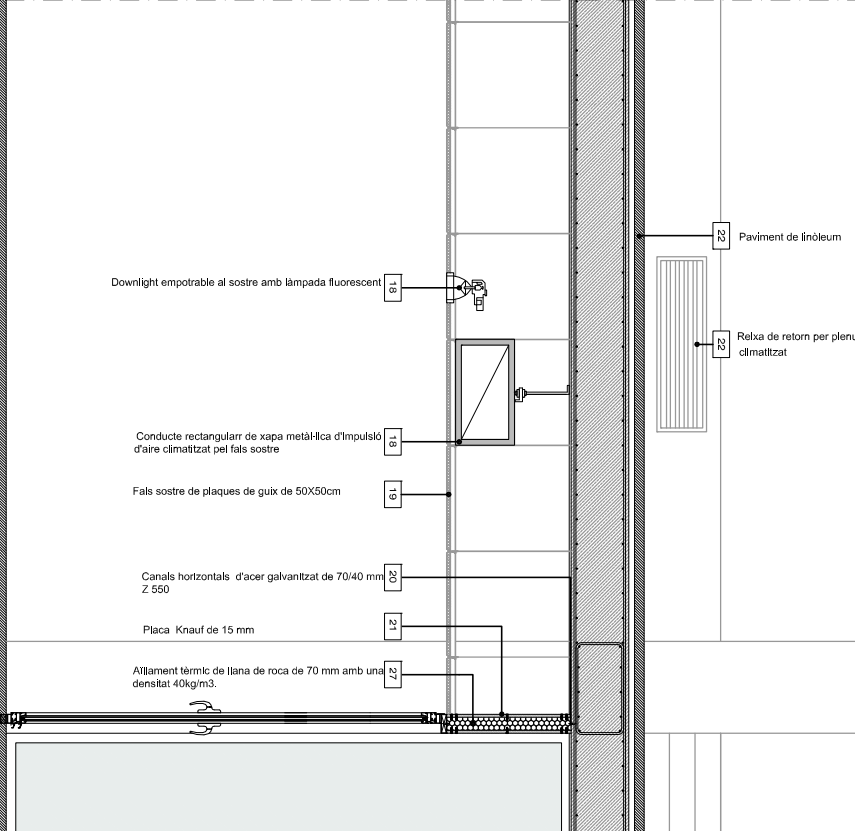 22 Paviment de linòleum
Downlight empotrable al sostre amb làmpada fluorescent 18
22 Reixa de retorn per plenu
climatitzat
Conducte rectangularr de xapa metàl·lica d'impulsió 18
d'aire climatitzat pel fals sostre
Fals sostre de plaques de guix de 50X50cm 19
Canals horizontals d'acer galvanitzat de 70/40 mm 20
Z 550
Placa Knauf de 15 mm 21
Aïllament tèrmic de llana de roca de 70 mm amb una 27
densitat 40kg/m3.